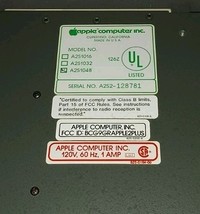 apple computer inc.
CUPERTINO, CALIFORNIA
MADE IN U.S.A.
MODEL NO. 126Z
A2S1016
A2S1032
A2S1048
UL
LISTED
SERIAL NO. A2S2-128781
"Certified to comply with Class B limits,
Part 15 of FCC Rules. See instructions
if interference to radio reception is
suspected."
APPLE COMPUTER INC.
FCC ID: BCG9GRAPPLE2PLUS
APPLE COMPUTER INC.
120V, 60 Hz, 1 AMP